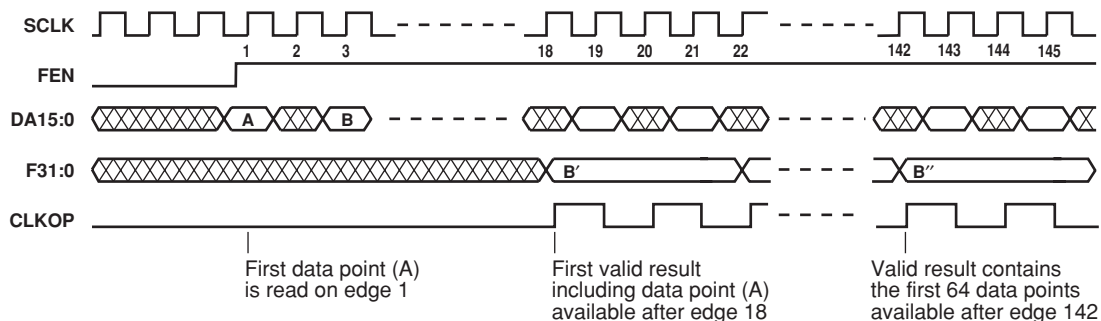 SCLK
1 2 3 18 19 20 21 22 142 143 144 145
FEN
DA15:0 A B
F31:0 B′ B″
CLKOP
First data point (A)
is read on edge 1
First valid result
including data point (A)
available after edge 18
Valid result contains
the first 64 data points
available after edge 142